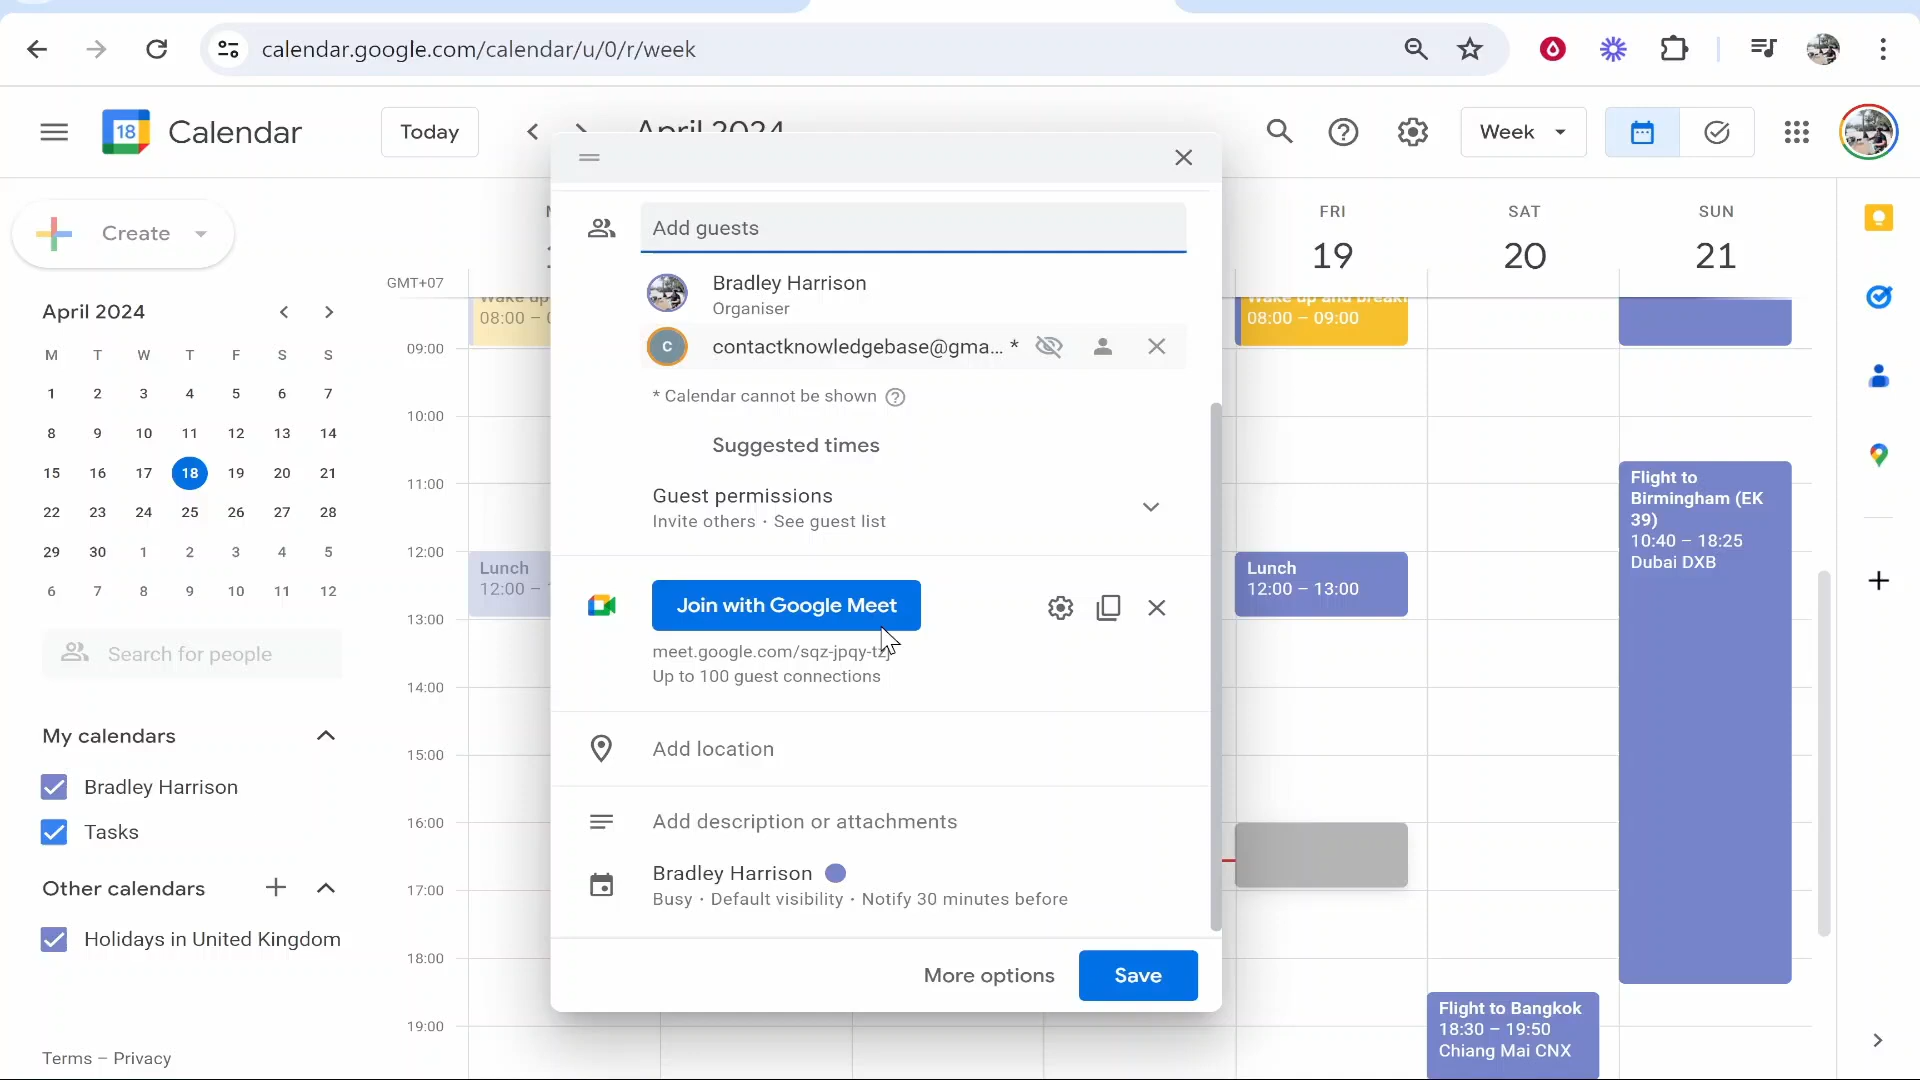 calendar.google.com/calendar/u/0/r/week
18
Calendar
Today
April 2024
Week
Create
April 2024
M T W T F S S
1 2 3 4 5 6 7
8 9 10 11 12 13 14
15 16 17 18 19 20 21
22 23 24 25 26 27 28
29 30 1 2 3 4 5
6 7 8 9 10 11 12
Search for people
My calendars
Bradley Harrison
Tasks
Other calendars
Holidays in United Kingdom
Terms – Privacy
GMT+07
09:00
10:00
11:00
12:00
13:00
14:00
15:00
16:00
17:00
18:00
19:00
Wake up
08:00 –
Lunch
12:00 –
Add guests
Bradley Harrison
Organiser
C
contactknowledgebase@gma... *
* Calendar cannot be shown
Suggested times
Guest permissions
Invite others • See guest list
Join with Google Meet
meet.google.com/sqz-jpqy-tzj
Up to 100 guest connections
Add location
Add description or attachments
Bradley Harrison
Busy • Default visibility • Notify 30 minutes before
More options
Save
FRI
19
SAT
20
SUN
21
Wake up and Breakf
08:00 – 09:00
Lunch
12:00 – 13:00
Flight to
Birmingham (EK
39)
10:40 – 18:25
Dubai DXB
Flight to Bangkok
18:30 – 19:50
Chiang Mai CNX